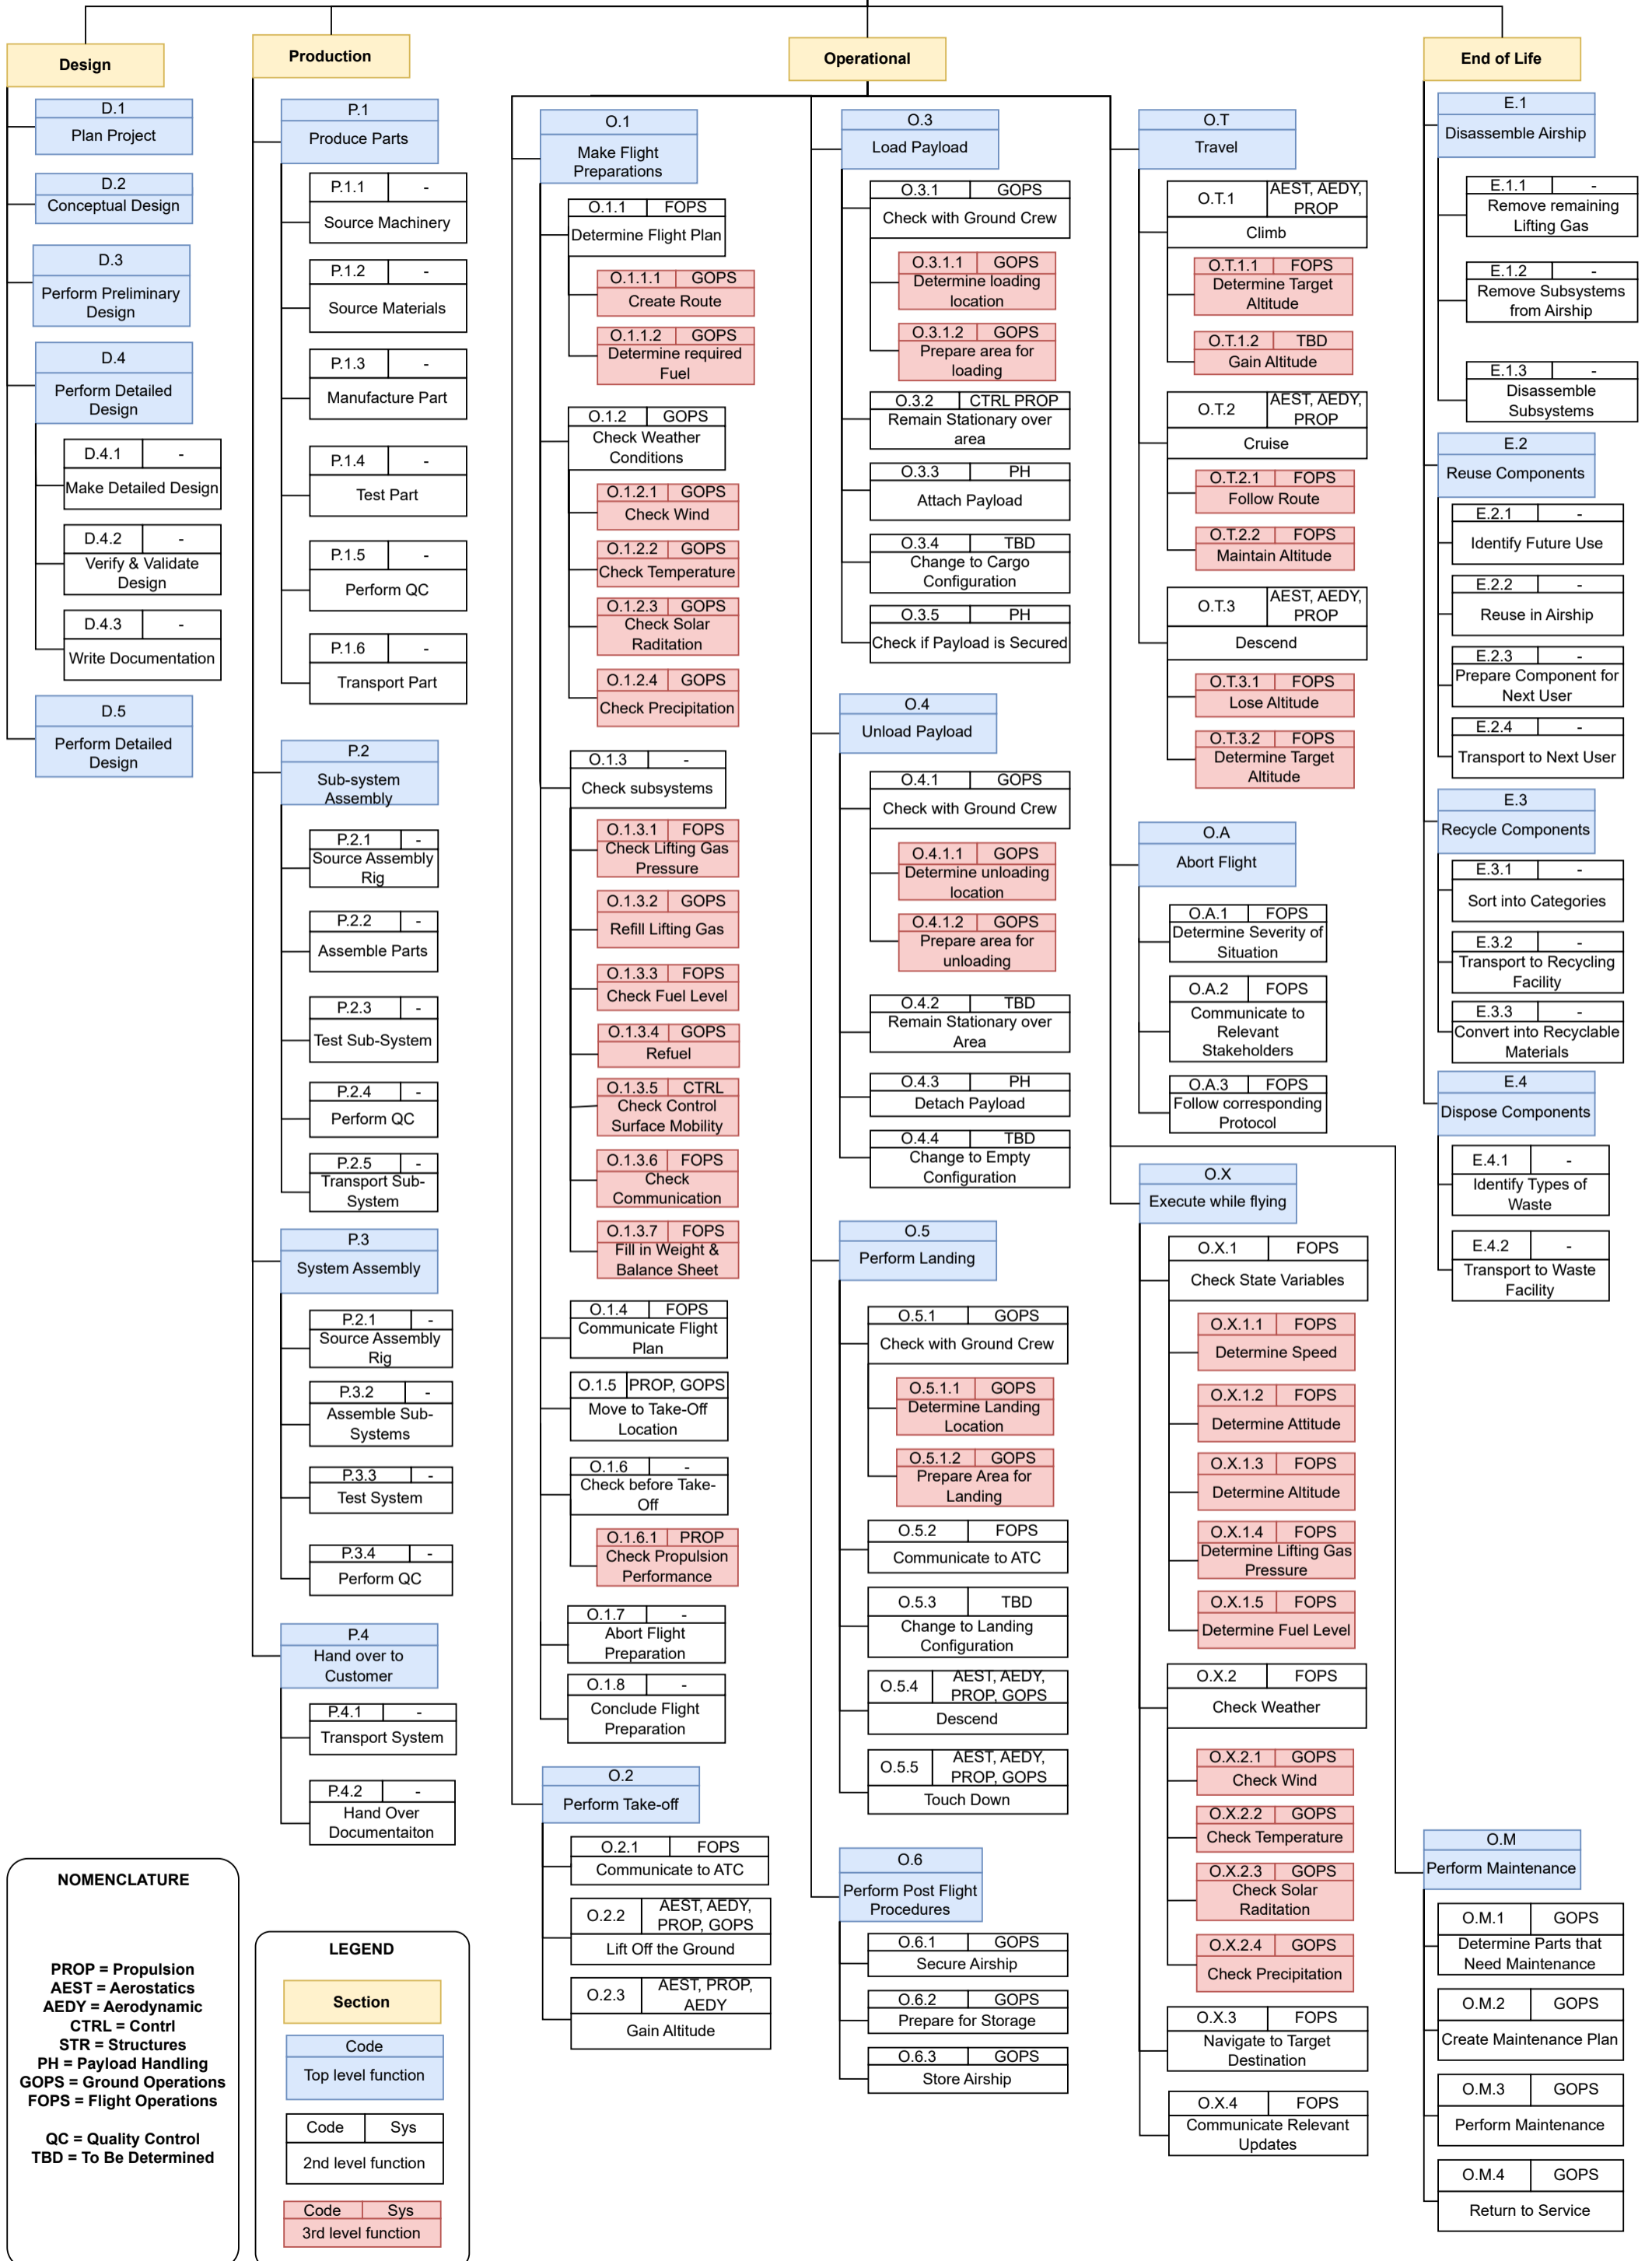 Design
D.1
Plan Project
D.2
Conceptual Design
D.3
Perform Preliminary
Design
D.4
Perform Detailed
Design
D.4.1
-
Make Detailed Design
D.4.2
-
Verify & Validate
Design
D.4.3
-
Write Documentation
D.5
Perform Detailed
Design
Production
P.1
Produce Parts
P.1.1
-
Source Machinery
P.1.2
-
Source Materials
P.1.3
-
Manufacture Part
P.1.4
-
Test Part
P.1.5
-
Perform QC
P.1.6
-
Transport Part
P.2
Sub-system
Assembly
P.2.1
-
Source Assembly
Rig
P.2.2
-
Assemble Parts
P.2.3
-
Test Sub-System
P.2.4
-
Perform QC
P.2.5
-
Transport Sub-
System
P.3
System Assembly
P.2.1
-
Source Assembly
Rig
P.3.2
-
Assemble Sub-
Systems
P.3.3
-
Test System
P.3.4
-
Perform QC
P.4
Hand over to
Customer
P.4.1
-
Transport System
P.4.2
-
Hand Over
Documentaiton
Operational
O.1
Make Flight
Preparations
O.1.1
FOPS
Determine Flight Plan
O.1.1.1
GOPS
Create Route
O.1.1.2
GOPS
Determine required
Fuel
O.1.2
GOPS
Check Weather
Conditions
O.1.2.1
GOPS
Check Wind
O.1.2.2
GOPS
Check Temperature
O.1.2.3
GOPS
Check Solar
Raditation
O.1.2.4
GOPS
Check Precipitation
O.1.3
-
Check subsystems
O.1.3.1
FOPS
Check Lifting Gas
Pressure
O.1.3.2
GOPS
Refill Lifting Gas
O.1.3.3
FOPS
Check Fuel Level
O.1.3.4
GOPS
Refuel
O.1.3.5
CTRL
Check Control
Surface Mobility
O.1.3.6
FOPS
Check
Communication
O.1.3.7
FOPS
Fill in Weight &
Balance Sheet
O.1.4
FOPS
Communicate Flight
Plan
O.1.5
PROP, GOPS
Move to Take-Off
Location
O.1.6
-
Check before Take-
Off
O.1.6.1
PROP
Check Propulsion
Performance
O.1.7
-
Abort Flight
Preparation
O.1.8
-
Conclude Flight
Preparation
O.2
Perform Take-off
O.2.1
FOPS
Communicate to ATC
O.2.2
AEST, AEDY,
PROP, GOPS
Lift Off the Ground
O.2.3
AEST, PROP,
AEDY
Gain Altitude
O.3
Load Payload
O.3.1
GOPS
Check with Ground Crew
O.3.1.1
GOPS
Determine loading
location
O.3.1.2
GOPS
Prepare area for
loading
O.3.2
CTRL PROP
Remain Stationary over
area
O.3.3
PH
Attach Payload
O.3.4
TBD
Change to Cargo
Configuration
O.3.5
PH
Check if Payload is Secured
O.4
Unload Payload
O.4.1
GOPS
Check with Ground Crew
O.4.1.1
GOPS
Determine unloading
location
O.4.1.2
GOPS
Prepare area for
unloading
O.4.2
TBD
Remain Stationary over
Area
O.4.3
PH
Detach Payload
O.4.4
TBD
Change to Empty
Configuration
O.5
Perform Landing
O.5.1
GOPS
Check with Ground Crew
O.5.1.1
GOPS
Determine Landing
Location
O.5.1.2
GOPS
Prepare Area for
Landing
O.5.2
FOPS
Communicate to ATC
O.5.3
TBD
Change to Landing
Configuration
O.5.4
AEST, AEDY,
PROP, GOPS
Descend
O.5.5
AEST, AEDY,
PROP, GOPS
Touch Down
O.6
Perform Post Flight
Procedures
O.6.1
GOPS
Secure Airship
O.6.2
GOPS
Prepare for Storage
O.6.3
GOPS
Store Airship
O.T
Travel
O.T.1
AEST, AEDY,
PROP
Climb
O.T.1.1
FOPS
Determine Target
Altitude
O.T.1.2
TBD
Gain Altitude
O.T.2
AEST, AEDY,
PROP
Cruise
O.T.2.1
FOPS
Follow Route
O.T.2.2
FOPS
Maintain Altitude
O.T.3
AEST, AEDY,
PROP
Descend
O.T.3.1
FOPS
Lose Altitude
O.T.3.2
FOPS
Determine Target
Altitude
O.A
Abort Flight
O.A.1
FOPS
Determine Severity of
Situation
O.A.2
FOPS
Communicate to
Relevant
Stakeholders
O.A.3
FOPS
Follow corresponding
Protocol
O.X
Execute while flying
O.X.1
FOPS
Check State Variables
O.X.1.1
FOPS
Determine Speed
O.X.1.2
FOPS
Determine Attitude
O.X.1.3
FOPS
Determine Altitude
O.X.1.4
FOPS
Determine Lifting Gas
Pressure
O.X.1.5
FOPS
Determine Fuel Level
O.X.2
FOPS
Check Weather
O.X.2.1
GOPS
Check Wind
O.X.2.2
GOPS
Check Temperature
O.X.2.3
GOPS
Check Solar
Raditation
O.X.2.4
GOPS
Check Precipitation
O.X.3
FOPS
Navigate to Target
Destination
O.X.4
FOPS
Communicate Relevant
Updates
End of Life
E.1
Disassemble Airship
E.1.1
-
Remove remaining
Lifting Gas
E.1.2
-
Remove Subsystems
from Airship
E.1.3
-
Disassemble
Subsystems
E.2
Reuse Components
E.2.1
-
Identify Future Use
E.2.2
-
Reuse in Airship
E.2.3
-
Prepare Component for
Next User
E.2.4
-
Transport to Next User
E.3
Recycle Components
E.3.1
-
Sort into Categories
E.3.2
-
Transport to Recycling
Facility
E.3.3
-
Convert into Recyclable
Materials
E.4
Dispose Components
E.4.1
-
Identify Types of
Waste
E.4.2
-
Transport to Waste
Facility
O.M
Perform Maintenance
O.M.1
GOPS
Determine Parts that
Need Maintenance
O.M.2
GOPS
Create Maintenance Plan
O.M.3
GOPS
Perform Maintenance
O.M.4
GOPS
Return to Service
NOMENCLATURE
PROP = Propulsion
AEST = Aerostatics
AEDY = Aerodynamic
CTRL = Contrl
STR = Structures
PH = Payload Handling
GOPS = Ground Operations
FOPS = Flight Operations
QC = Quality Control
TBD = To Be Determined
LEGEND
Section
Code
Top level function
Code
Sys
2nd level function
Code
Sys
3rd level function